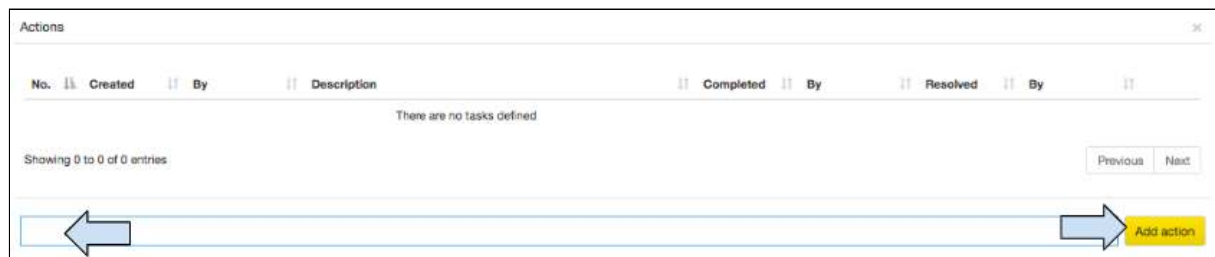 Actions
No. Created By Description Completed By Resolved By
There are no tasks defined
Showing 0 to 0 of 0 entries
Previous Next
Add action